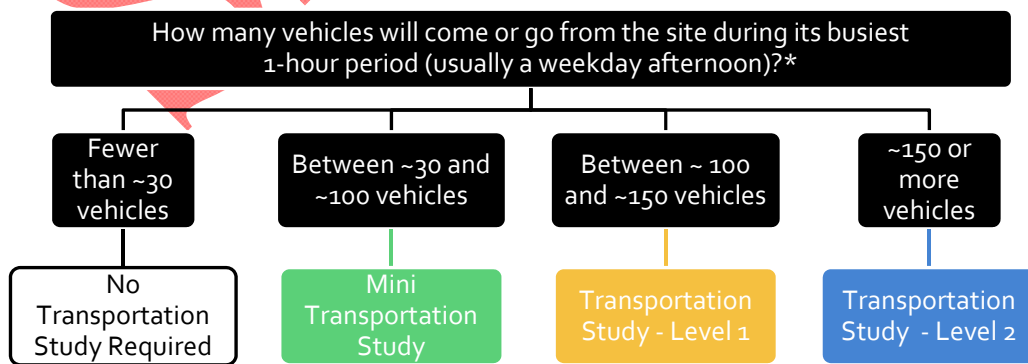 How many vehicles will come or go from the site during its busiest
1-hour period (usually a weekday afternoon)?*
Fewer
than ~30
vehicles
Between ~30 and
~100 vehicles
Between ~ 100
and ~150 vehicles
~150 or
more
vehicles
No
Transportation
Study Required
Mini
Transportation
Study
Transportation
Study - Level 1
Transportation
Study - Level 2